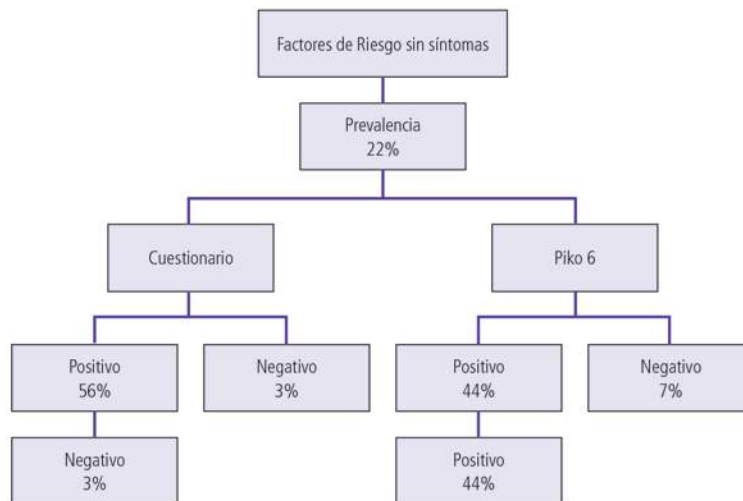 Factores de Riesgo sin síntomas
Prevalencia
22%
Cuestionario
Piko 6
Positivo
56%
Negativo
3%
Positivo
44%
Negativo
7%
Negativo
3%
Positivo
44%